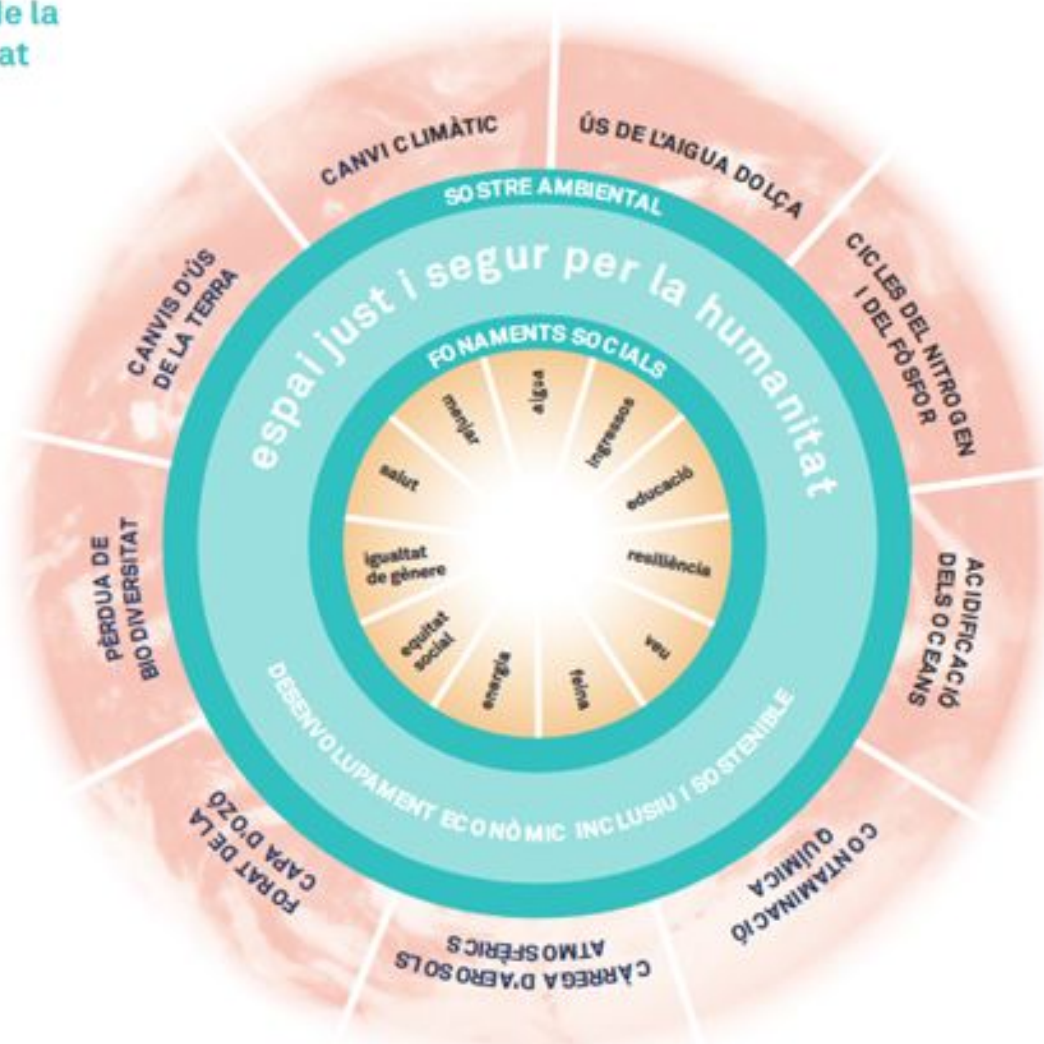 de la
at
CANVI CLIMÀTIC
ÚS DE L'AIGUA DOLÇA
CICLES DEL NITROGEN
I DEL FÒSFOR
ACIDIFICACIÓ
DELS OCEANS
CONTAMINACIÓ
QUÍMICA
CÀRREGA D'AEROSOLS
ATMOSFÈRICS
FORAT DE LA
CAPA D'OZÓ
PÈRDUA DE
BIODIVERSITAT
CANVIS D'ÚS
DE LA TERRA
SOSTRE AMBIENTAL
espai just i segur per la humanitat
FONAMENTS SOCIALS
aigua
ingressos
educació
resiliència
veu
feina
energia
equitat
social
igualtat
de gènere
salut
menjar
DESENVOLUPAMENT ECONÒMIC INCLUSIU I SOSTENIBLE